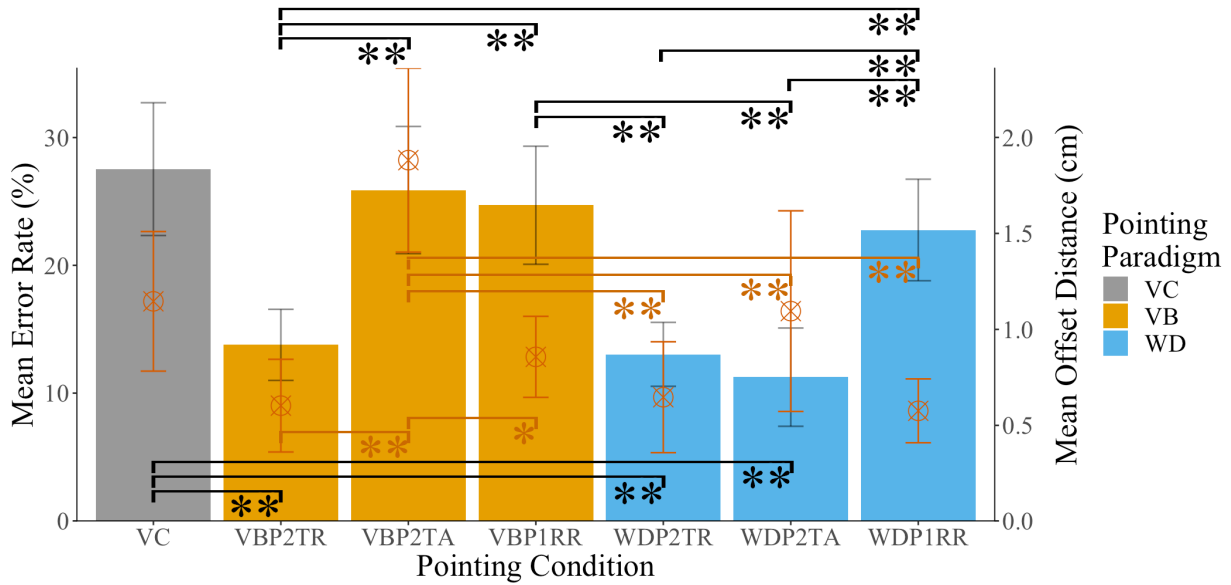 **
**
**
**
**
**
**
**
30
20
10
0
Mean Error Rate (%)
2.0
1.5
1.0
0.5
0.0
Mean Offset Distance (cm)
**
**
**
**
*
**
**
**
VC
VBP2TR
VBP2TA
VBP1RR
WDP2TR
WDP2TA
WDP1RR
Pointing Condition
Pointing
Paradigm
VC
VB
WD